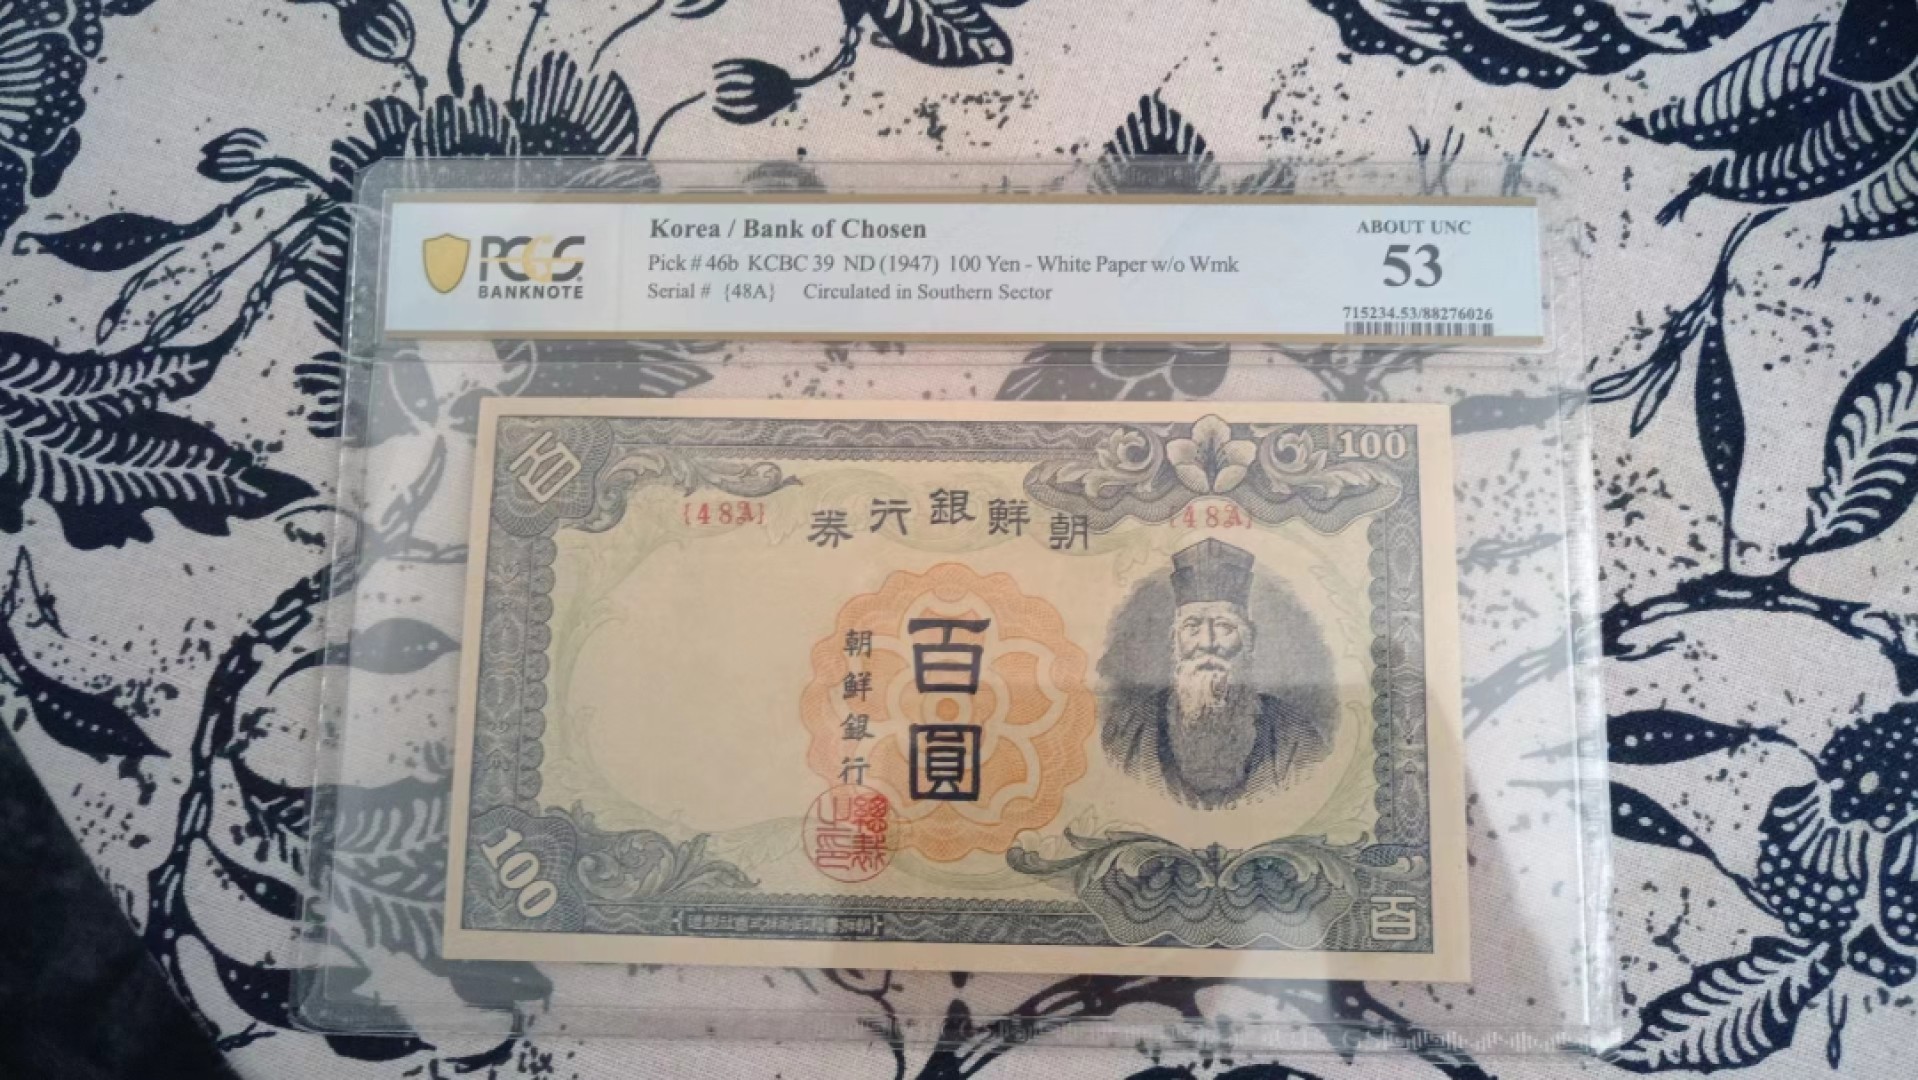 PCGS
BANKNOTE
Korea / Bank of Chosen
Pick # 46b KCBC 39 ND (1947) 100 Yen - White Paper w/o Wmk
Serial # {48A} Circulated in Southern Sector
ABOUT UNC
53
715234.53/88276026
百
100
{48A}
券行銀鮮朝
{48A}
百圓
朝鮮銀行
100
百